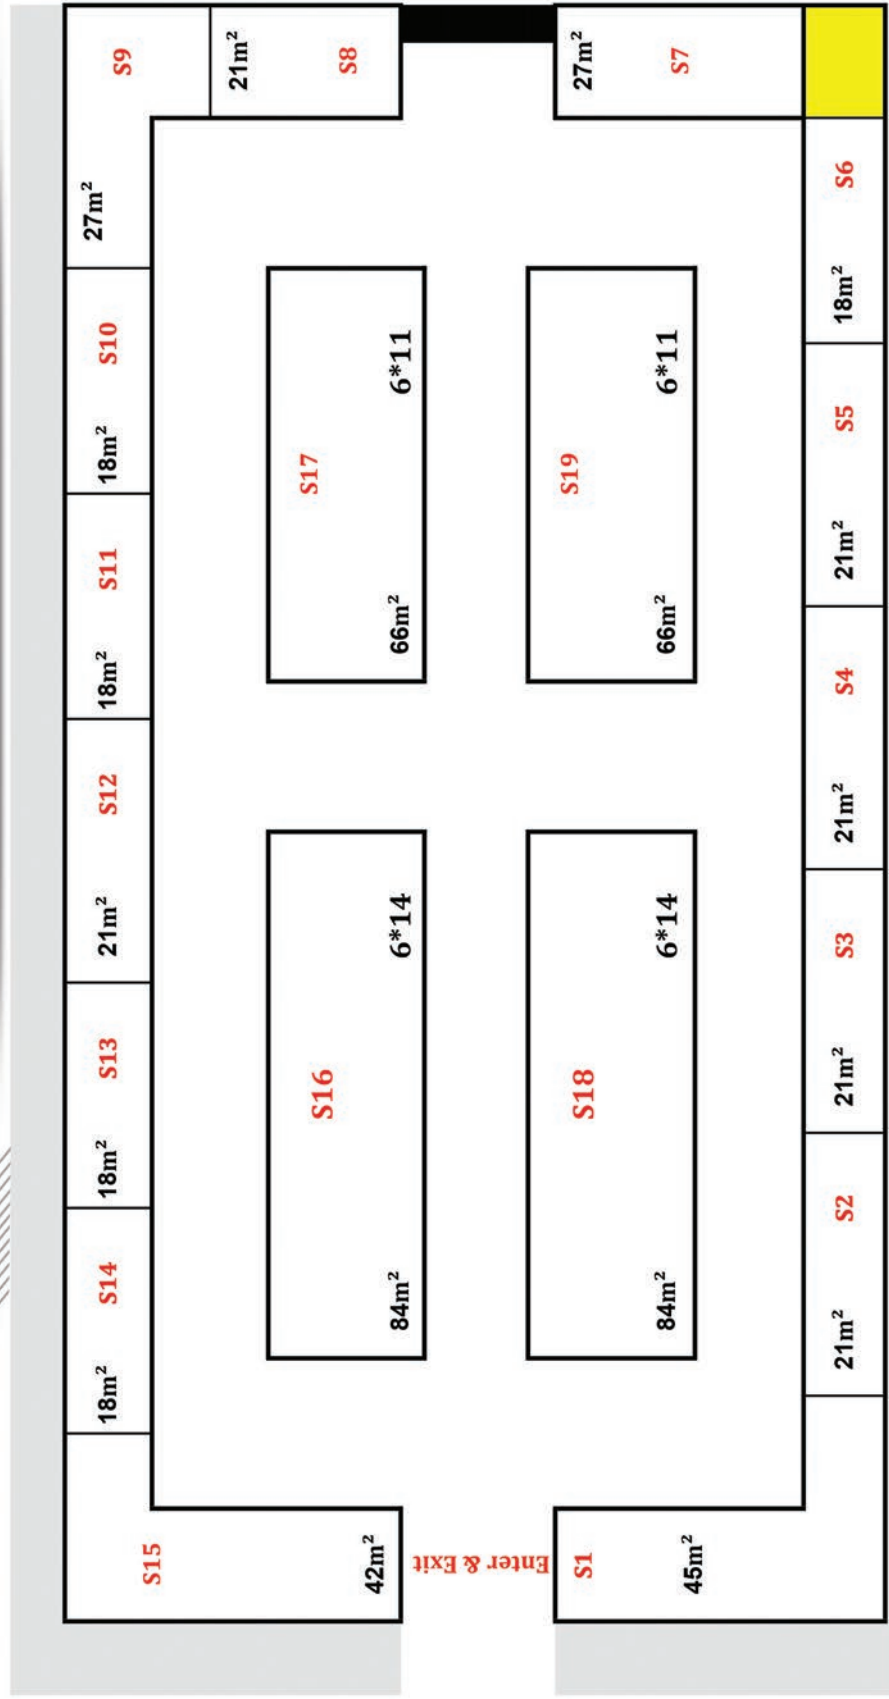 S9
27m²
21m²
S8
27m²
S7
S10
18m²
S11
18m²
S12
21m²
S13
18m²
S14
18m²
S15
42m²
S17
6*11
66m²
S19
6*11
66m²
S16
6*14
84m²
S18
6*14
84m²
S6
18m²
S5
21m²
S4
21m²
S3
21m²
S2
21m²
Enter & Exit
S1
45m²